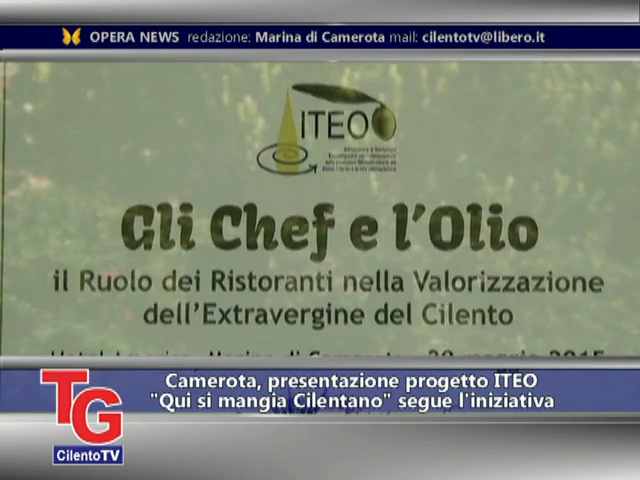 OPERA NEWS redazione: Marina di Camerota mail: cilentotv@libero.it
ITEO
Gli Chef e l'Olio
il Ruolo dei Ristoranti nella Valorizzazione
dell'Extravergine del Cilento
Camerota, presentazione progetto ITEO
"Qui si mangia Cilentano" segue l'iniziativa
TG
CilentoTV